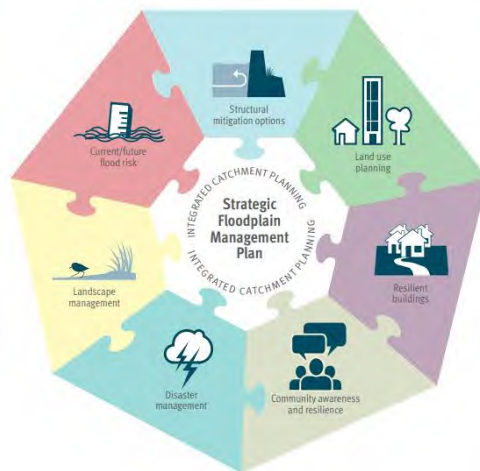 Structural
mitigation options
Land use
planning
Resilient
buildings
Community awareness
and resilience
Disaster
management
Landscape
management
Current/future
flood risk
INTEGRATED CATCHMENT PLANNING
Strategic
Floodplain
Management
Plan
INTEGRATED CATCHMENT PLANNING